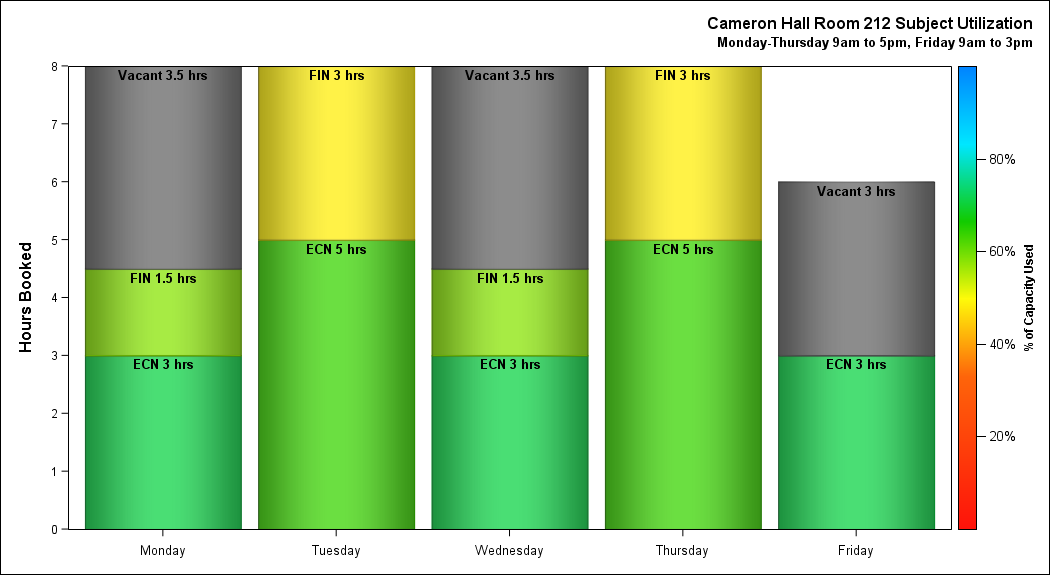 Cameron Hall Room 212 Subject Utilization
Monday-Thursday 9am to 5pm, Friday 9am to 3pm
Hours Booked
8
7
6
5
4
3
2
1
0
Vacant 3.5 hrs
FIN 1.5 hrs
ECN 3 hrs
FIN 3 hrs
ECN 5 hrs
Vacant 3.5 hrs
FIN 1.5 hrs
ECN 3 hrs
FIN 3 hrs
ECN 5 hrs
Vacant 3 hrs
ECN 3 hrs
Monday
Tuesday
Wednesday
Thursday
Friday
80%
60%
40%
20%
% of Capacity Used